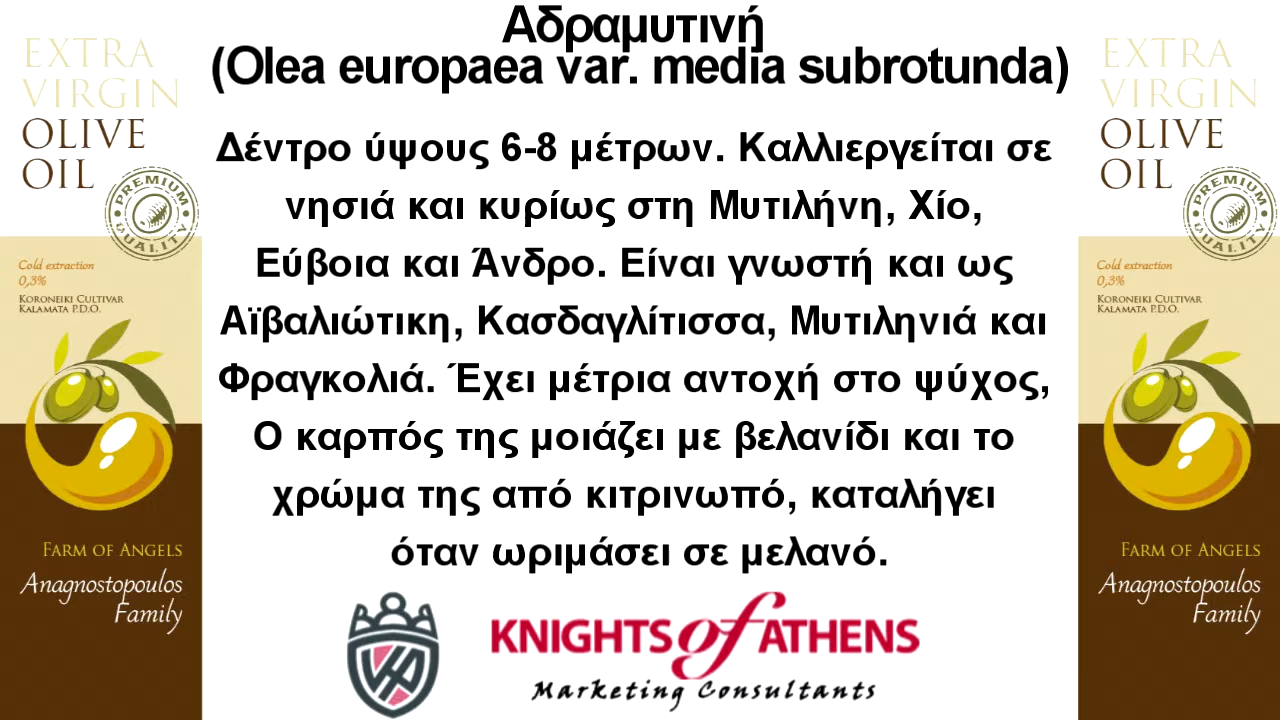 Αδραμυτινή
(Olea europaea var. media subrotunda)
EXTRA
VIRGIN
OLIVE
OIL
PREMIUM
QUALITY
Cold extraction
0,3%
KORONEIKI CULTIVAR
KALAMATA P.D.O.
FARM OF ANGELS
Anagnostopoulos
Family
Δέντρο ύψους 6-8 μέτρων. Καλλιεργείται σε
νησιά και κυρίως στη Μυτιλήνη, Χίο,
Εύβοια και Άνδρο. Είναι γνωστή και ως
Αϊβαλιώτικη, Κασδαγλίτισσα, Μυτιληνιά και
Φραγκολιά. Έχει μέτρια αντοχή στο ψύχος,
Ο καρπός της μοιάζει με βελανίδι και το
χρώμα της από κιτρινωπό, καταλήγει
όταν ωριμάσει σε μελανό.
KNIGHTS of ATHENS
Marketing Consultants
EXTRA
VIRGIN
OLIVE
OIL
PREMIUM
QUALITY
Cold extraction
0,3%
KORONEIKI CULTIVAR
KALAMATA P.D.O.
FARM OF ANGELS
Anagnostopoulos
Family